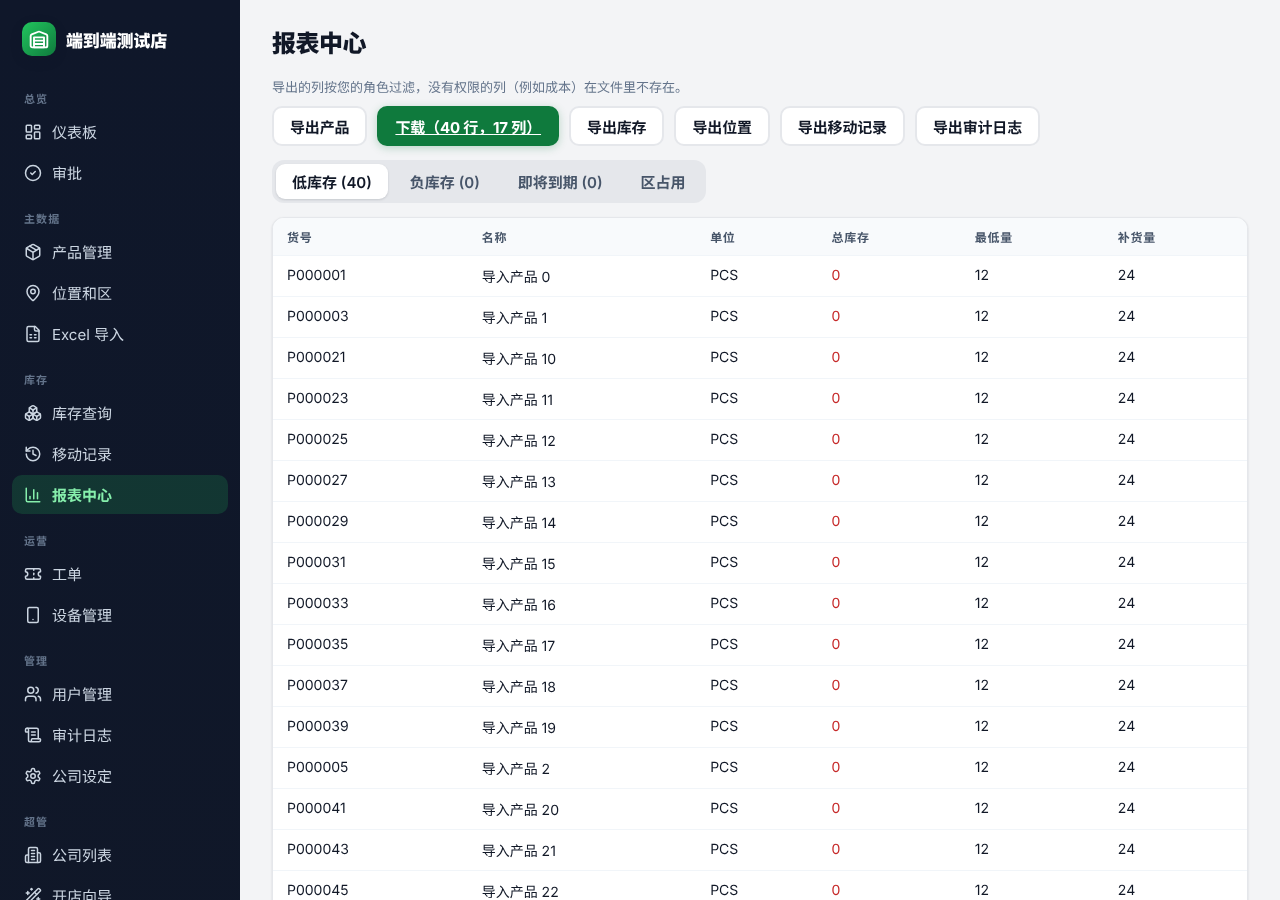 端到端测试店
总览
仪表板
审批
主数据
产品管理
位置和区
Excel 导入
库存
库存查询
移动记录
报表中心
运营
工单
设备管理
管理
用户管理
审计日志
公司设定
超管
公司列表
开店向导
报表中心
导出的列按您的角色过滤，没有权限的列（例如成本）在文件里不存在。
导出产品 下载（40 行，17 列） 导出库存 导出位置 导出移动记录 导出审计日志
低库存 (40) 负库存 (0) 即将到期 (0) 区占用
货号 名称 单位 总库存 最低量 补货量
P000001 导入产品 0 PCS 0 12 24
P000003 导入产品 1 PCS 0 12 24
P000021 导入产品 10 PCS 0 12 24
P000023 导入产品 11 PCS 0 12 24
P000025 导入产品 12 PCS 0 12 24
P000027 导入产品 13 PCS 0 12 24
P000029 导入产品 14 PCS 0 12 24
P000031 导入产品 15 PCS 0 12 24
P000033 导入产品 16 PCS 0 12 24
P000035 导入产品 17 PCS 0 12 24
P000037 导入产品 18 PCS 0 12 24
P000039 导入产品 19 PCS 0 12 24
P000005 导入产品 2 PCS 0 12 24
P000041 导入产品 20 PCS 0 12 24
P000043 导入产品 21 PCS 0 12 24
P000045 导入产品 22 PCS 0 12 24